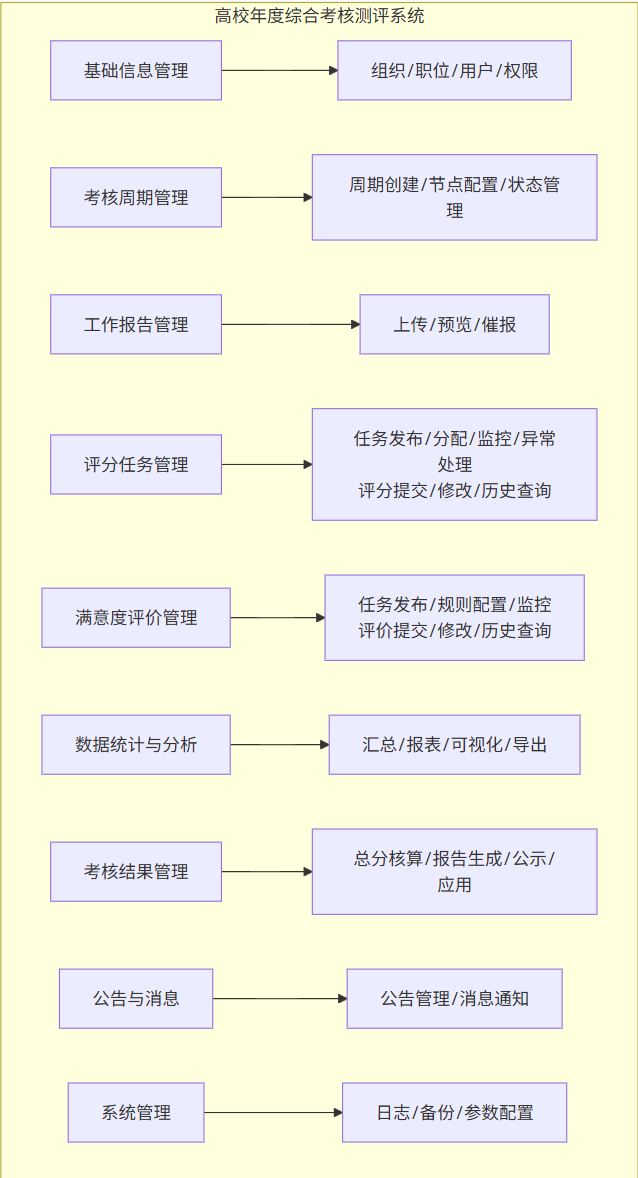 高校年度综合考核测评系统
基础信息管理
组织/职位/用户/权限
考核周期管理
周期创建/节点配置/状态管
理
工作报告管理
上传/预览/催报
评分任务管理
任务发布/分配/监控/异常
处理
评分提交/修改/历史查询
满意度评价管理
任务发布/规则配置/监控
评价提交/修改/历史查询
数据统计与分析
汇总/报表/可视化/导出
考核结果管理
总分核算/报告生成/公示/
应用
公告与消息
公告管理/消息通知
系统管理
日志/备份/参数配置